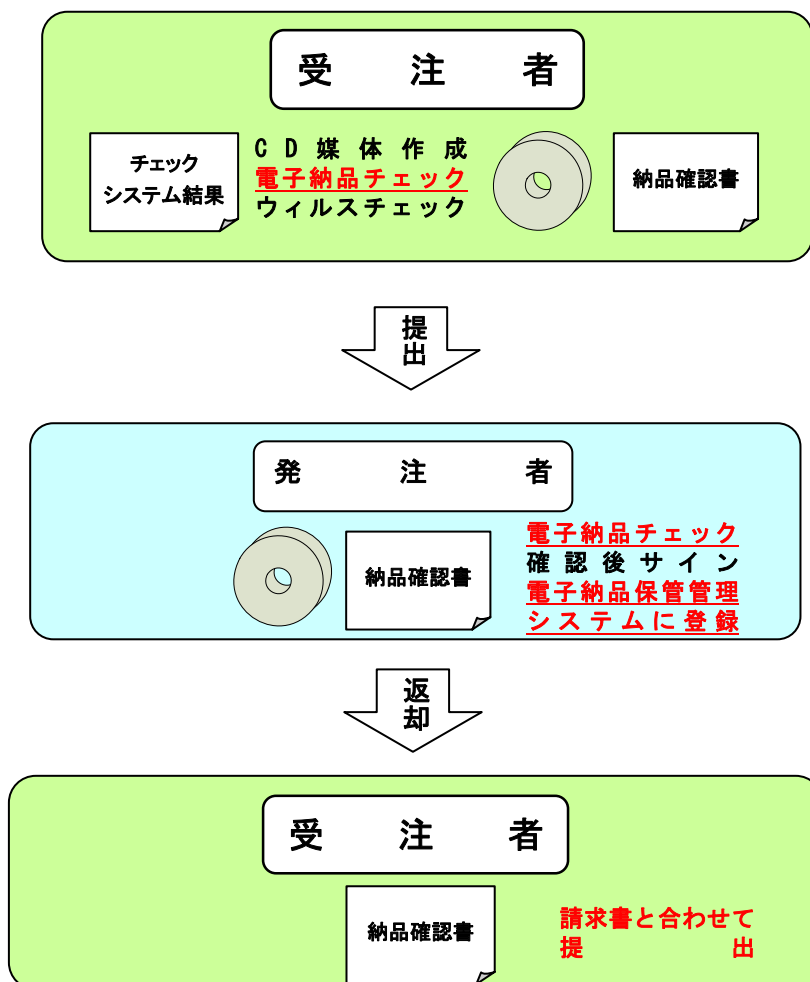 受注者
チェック
システム結果
CD媒体作成
電子納品チェック
ウィルスチェック
納品確認書
提出
発注者
納品確認書
電子納品チェック
確認後サイン
電子納品保管管理
システムに登録
返却
受注者
納品確認書
請求書と合わせて
提出